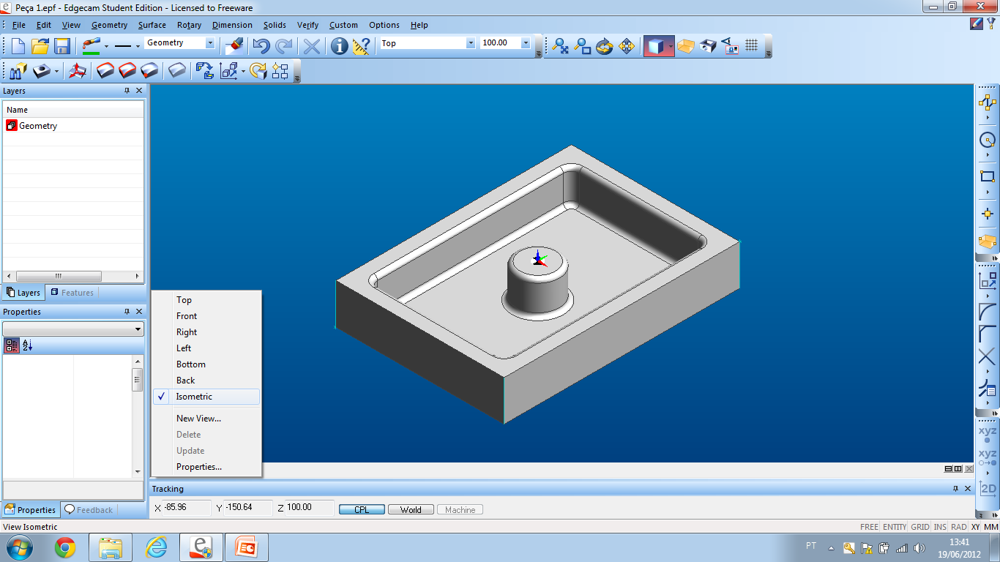 Peça 1.epf - Edgecam Student Edition - Licensed to Freeware
File Edit View Geometry Surface Rotary Dimension Solids Verify Custom Options Help
Geometry Top 100.00
Layers
Name
Geometry
Layers Features
Properties
A
Z
Properties Feedback
Top
Front
Right
Left
Bottom
Back
Isometric
New View...
Delete
Update
Properties...
xyz
xyz
2D
Tracking
X -85.96 Y -150.64 Z 100.00 CPL World Machine
View Isometric
FREE ENTITY GRID INS RAD XY MM
PT
13:41
19/06/2012